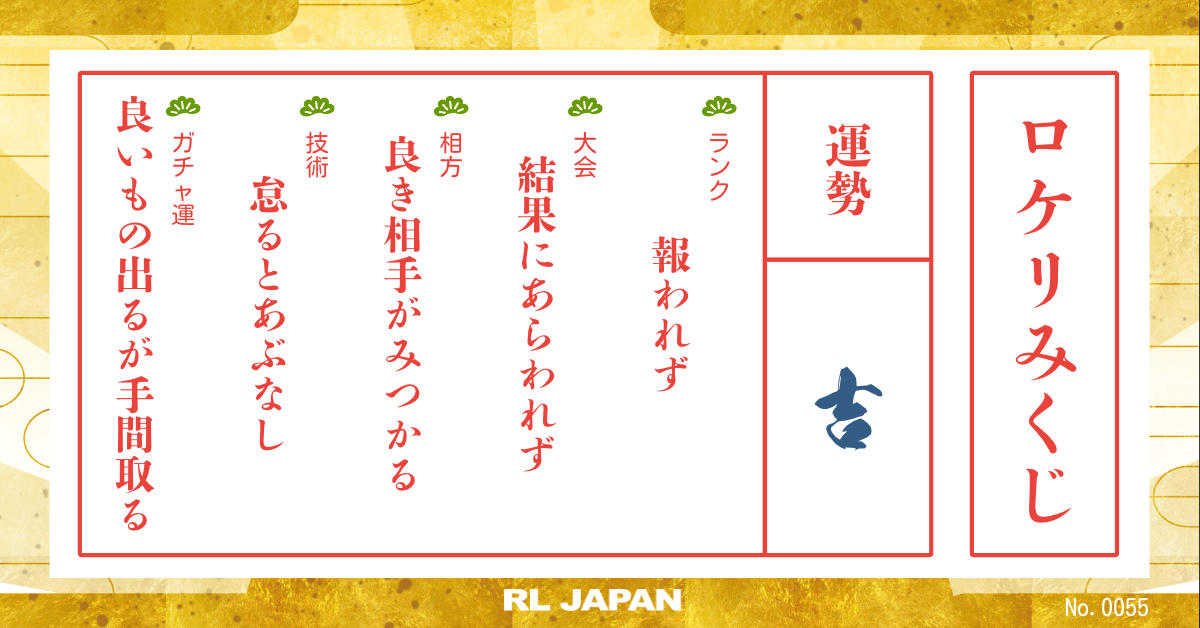 ロケリみくじ
運勢
吉
ランク
報われず
大会
結果にあらわれず
相方
良き相手がみつかる
技術
怠るとあぶなし
ガチャ運
良いもの出るが手間取る
RL JAPAN
No. 0055